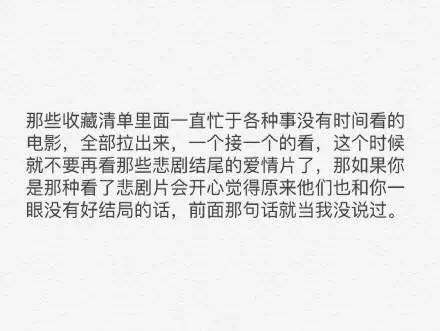 那些收藏清单里面一直忙于各种事没有时间看的
电影，全部拉出来，一个接一个的看，这个时候
就不要再看那些悲剧结尾的爱情片了，那如果你
是那种看了悲剧片会开心觉得原来他们也和你一
眼没有好结局的话，前面那句话就当我没说过。